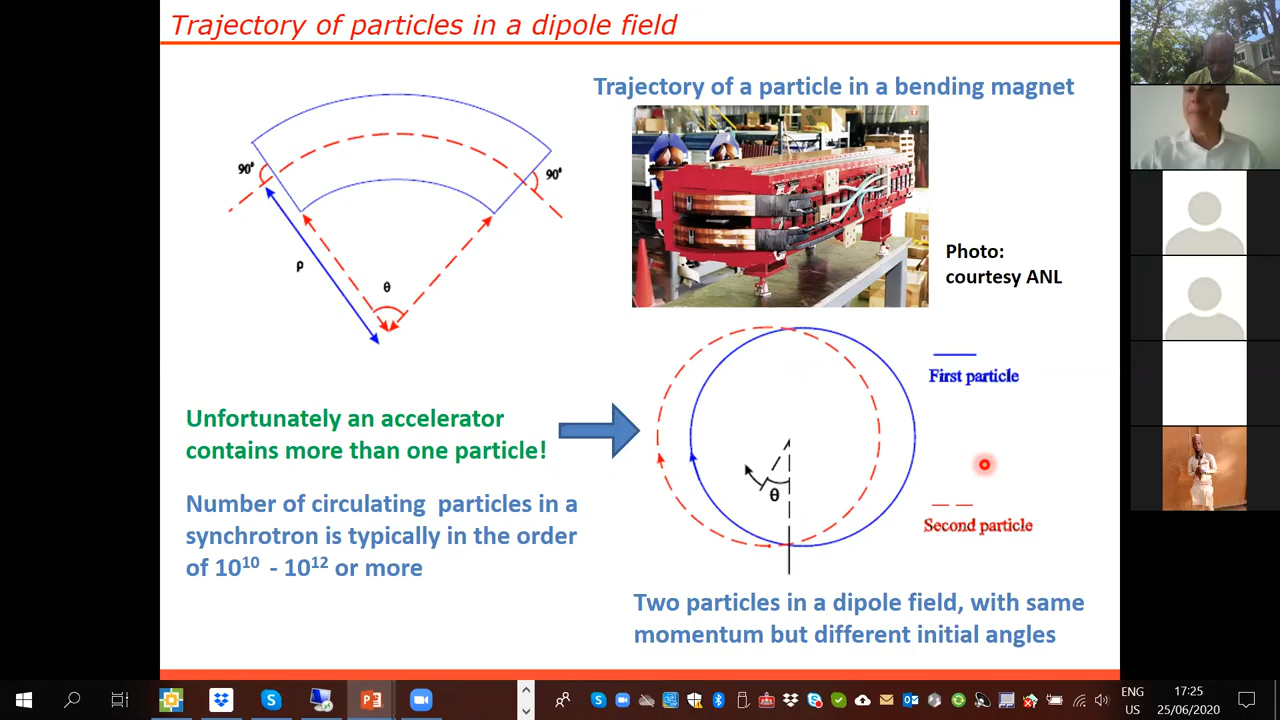 Trajectory of particles in a dipole field
Trajectory of a particle in a bending magnet
90°
90°
ρ
θ
Photo:
courtesy ANL
First particle
Unfortunately an accelerator
contains more than one particle!
θ
Number of circulating particles in a
synchrotron is typically in the order
of 10¹⁰ - 10¹² or more
Second particle
Two particles in a dipole field, with same
momentum but different initial angles
ENG
US
17:25
25/06/2020